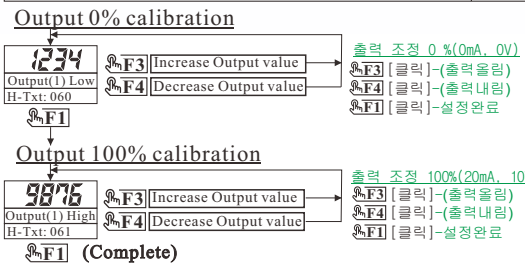 Output 0% calibration
1234
Output(1) Low
H-Txt: 060
F3 Increase Output value
F4 Decrease Output value
F1
출력 조정 0 %(0mA, 0V)
F3 [클릭]-(출력올림)
F4 [클릭]-(출력내림)
F1 [클릭]-설정완료
Output 100% calibration
9876
Output(1) High
H-Txt: 061
F3 Increase Output value
F4 Decrease Output value
F1 (Complete)
출력 조정 100%(20mA, 10
F3 [클릭]-(출력올림)
F4 [클릭]-(출력내림)
F1 [클릭]-설정완료